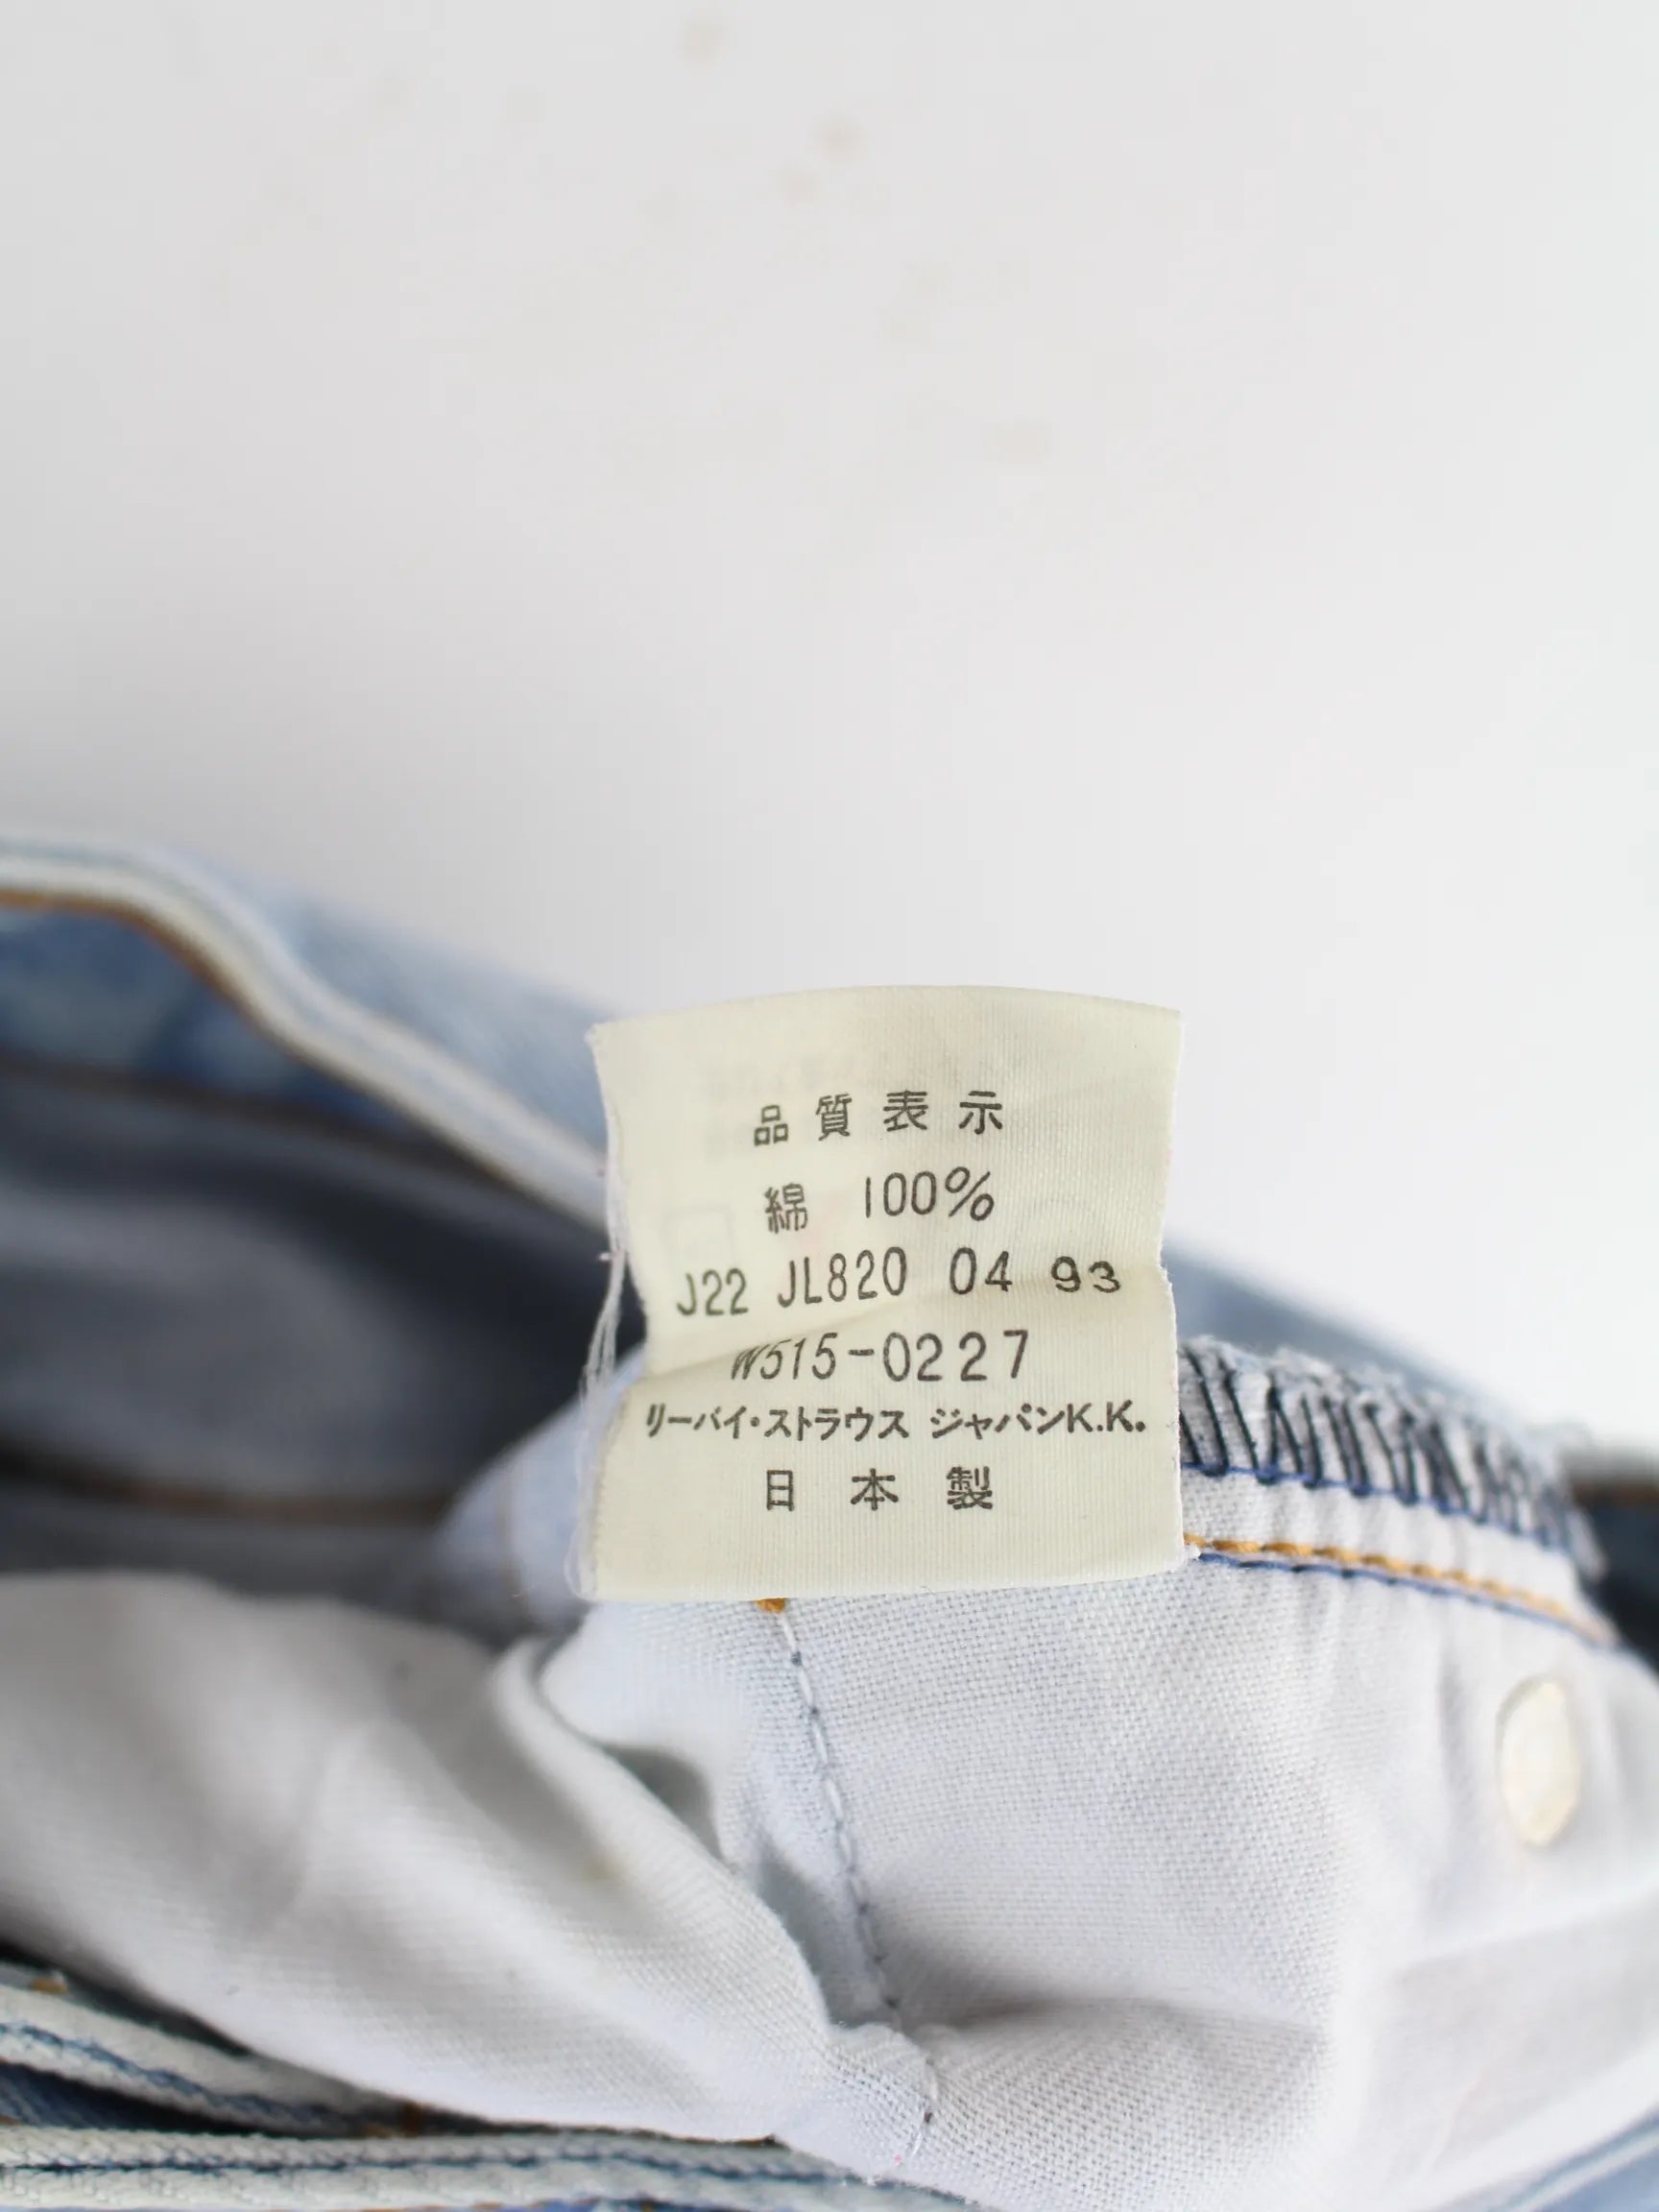 品質表示
綿 100%
J22 JL820 04 93
W515-0227
リーバイ・ストラウス ジャパンK.K.
日本製